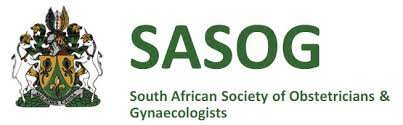 SASOG
South African Society of Obstetricians &
Gynaecologists